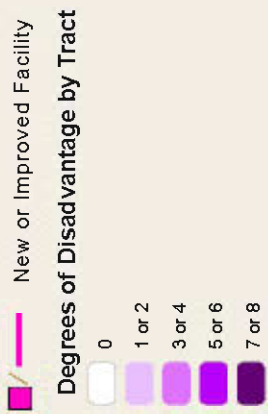 New or Improved Facility
Degrees of Disadvantage by Tract
0
1 or 2
3 or 4
5 or 6
7 or 8